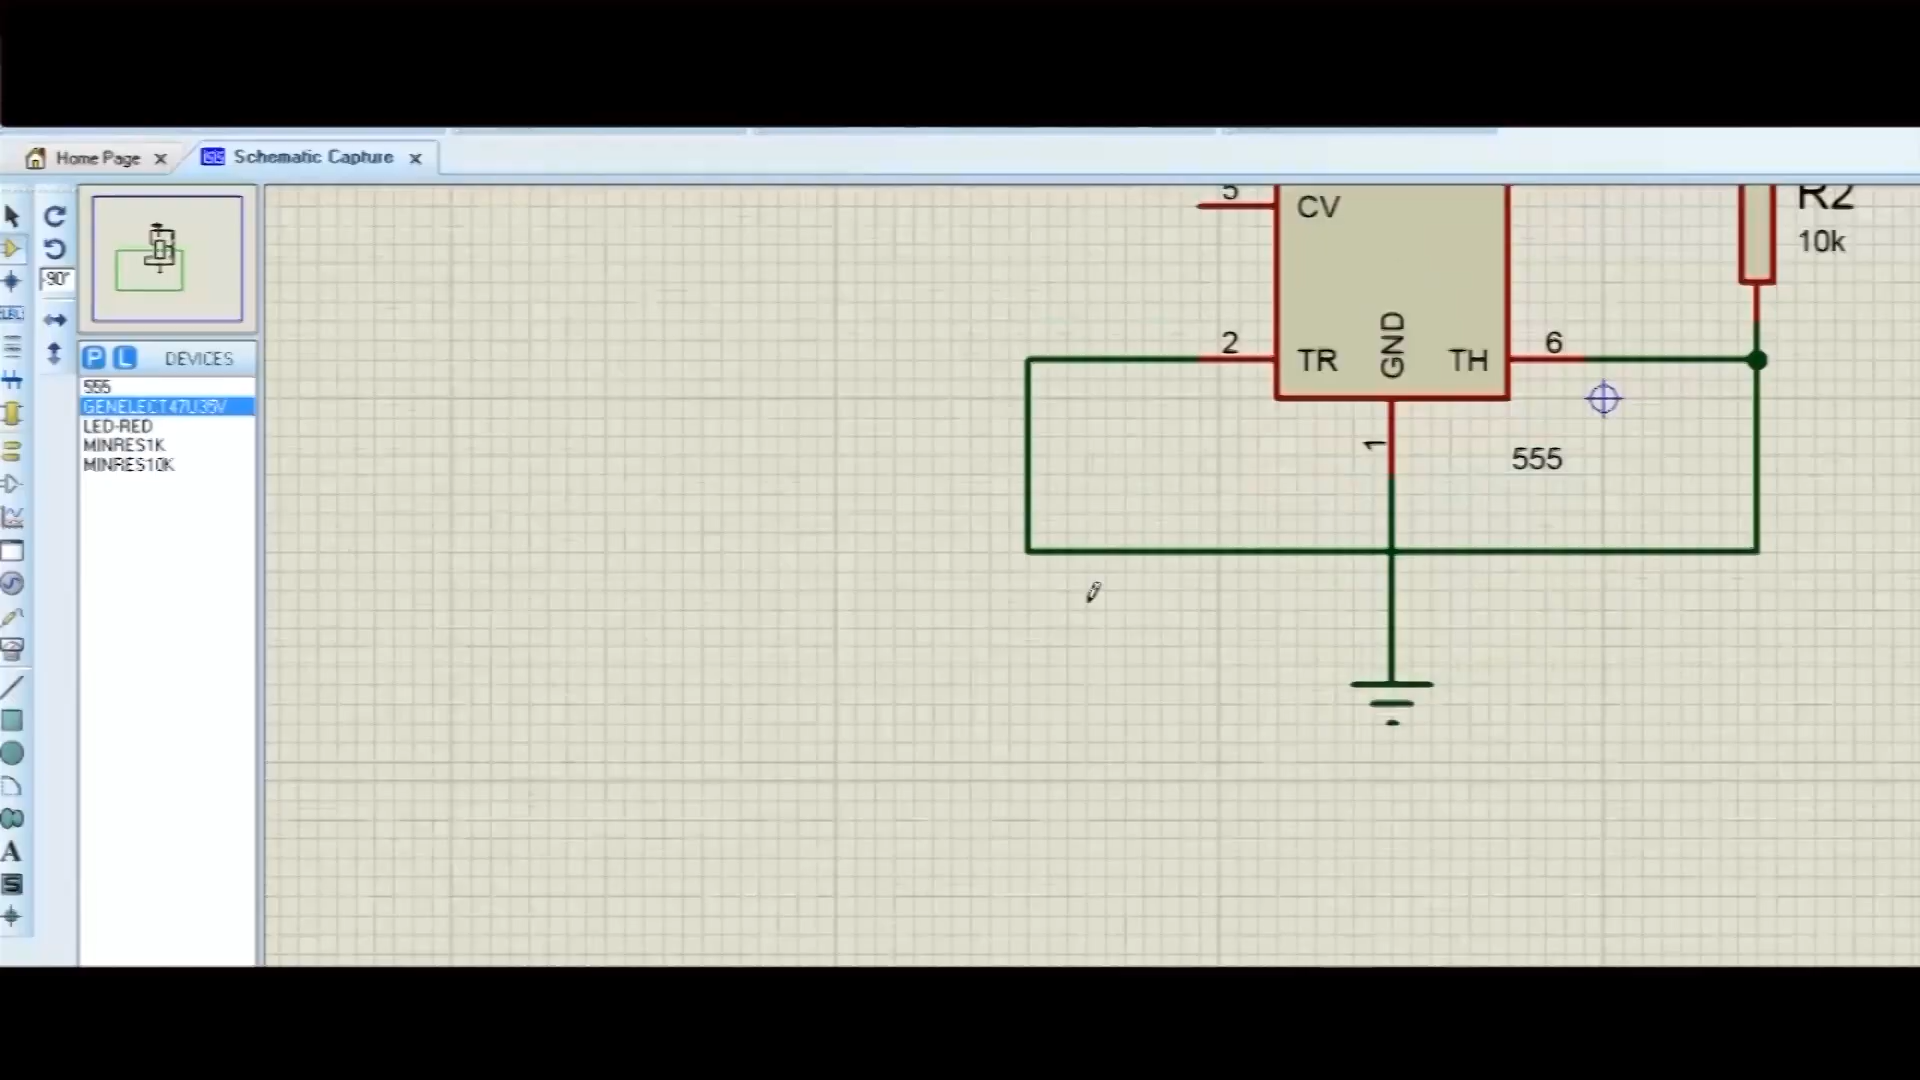 Home Page
Schematic Capture
-90°
LBL
P L DEVICES
555
GENELECT47U35V
LED-RED
MINRES1K
MINRES10K
A
S
5
CV
R2
10k
2
TR
GND
TH
6
1
555